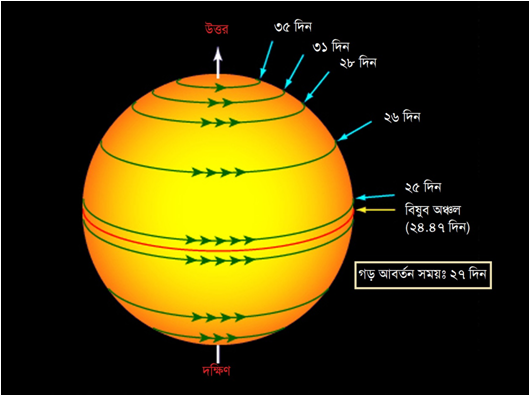 উত্তর
৩৫ দিন
৩১ দিন
২৮ দিন
২৬ দিন
২৫ দিন
বিষুব অঞ্চল
(২৪.৪৭ দিন)
গড় আবর্তন সময়ঃ ২৭ দিন
দক্ষিণ